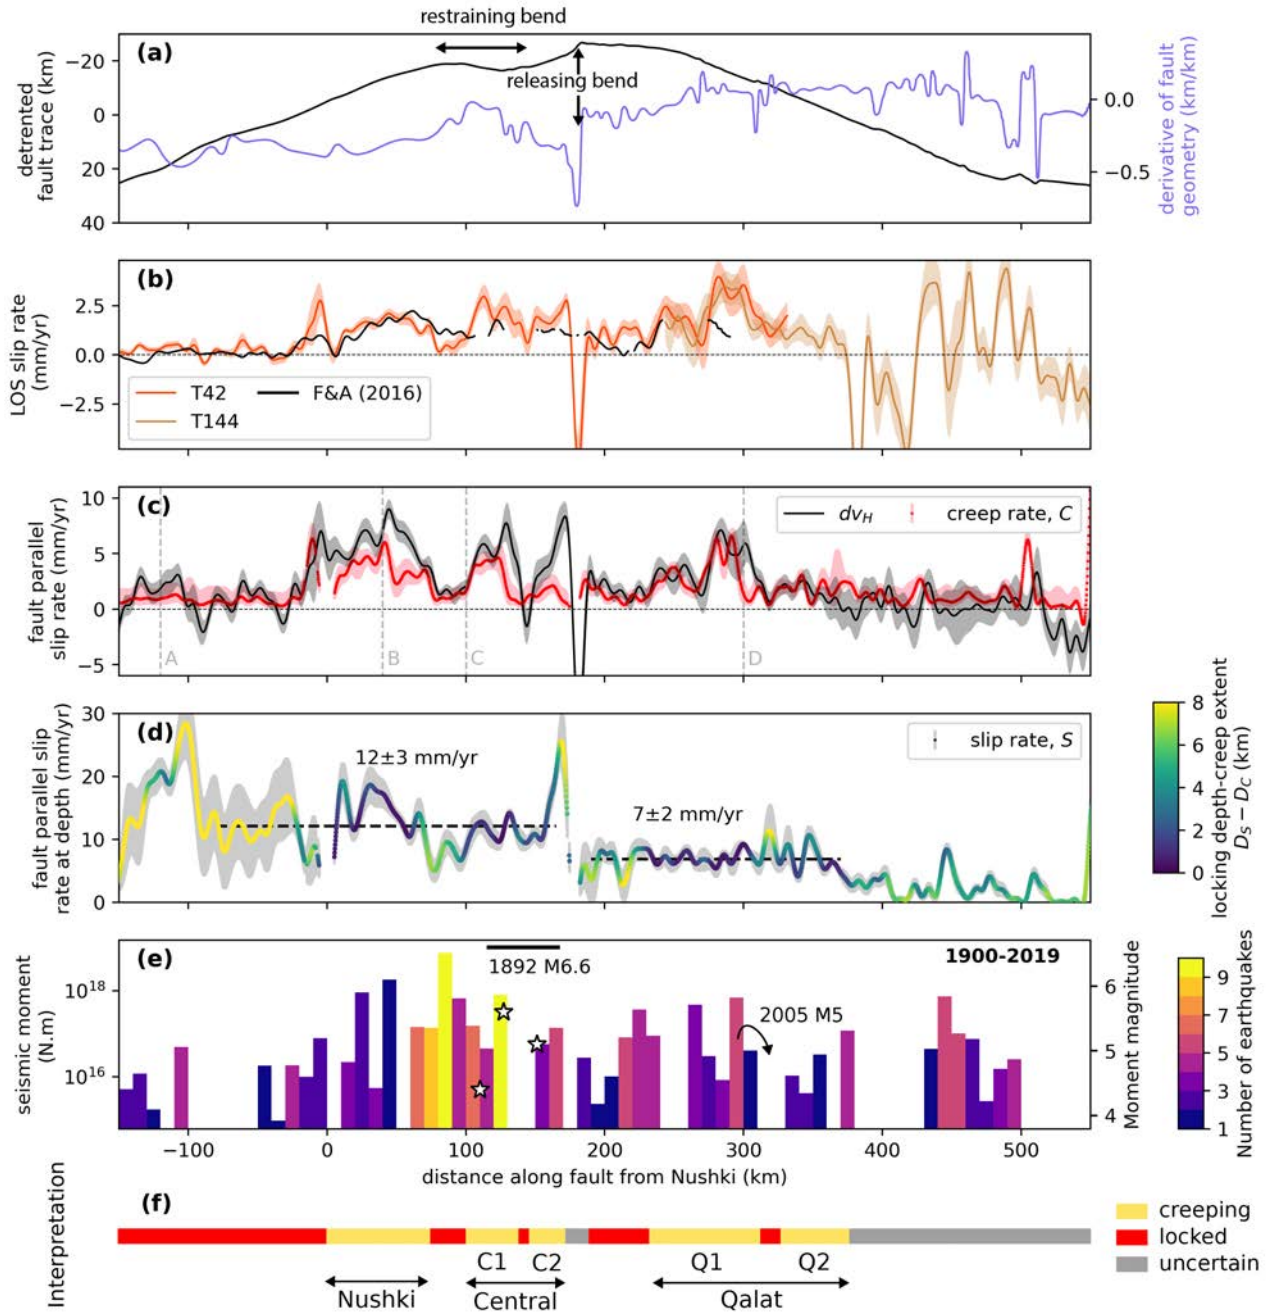 restraining bend
(a)
releasing bend
detrented
fault trace (km)
−20
0
20
40
0.0
−0.5
derivative of fault
geometry (km/km)
(b)
LOS slip rate
(mm/yr)
2.5
0.0
−2.5
T42
F&A (2016)
T144
(c)
fault parallel
slip rate (mm/yr)
10
5
0
−5
dv_H
creep rate, C
A
B
C
D
(d)
fault parallel slip
rate at depth (mm/yr)
30
20
10
0
12±3 mm/yr
7±2 mm/yr
slip rate, S
8
6
4
2
0
locking depth-creep extent
D_S − D_C (km)
(e)
1900-2019
1892 M6.6
2005 M5
seismic moment
(N.m)
10^18
10^16
6
5
4
Moment magnitude
9
7
5
3
1
Number of earthquakes
−100
0
100
200
300
400
500
distance along fault from Nushki (km)
(f)
Interpretation
C1
C2
Q1
Q2
Nushki
Central
Qalat
creeping
locked
uncertain